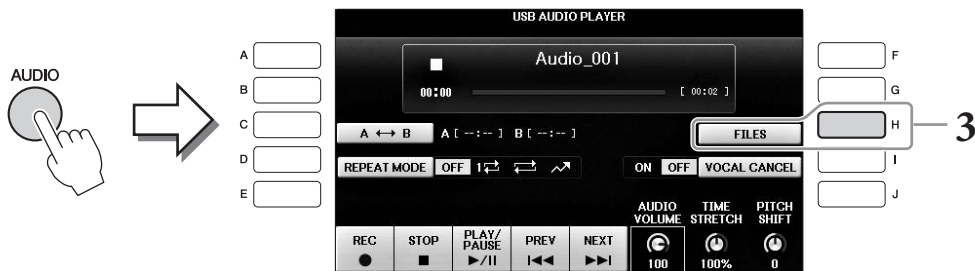 USB AUDIO PLAYER
AUDIO
A
B
C
D
E
Audio_001
00:00 [ 00:02 ]
A ↔ B A [ --:-- ] B [ --:-- ]
FILES
REPEAT MODE OFF 1
ON OFF VOCAL CANCEL
AUDIO VOLUME
TIME STRETCH
PITCH SHIFT
REC
STOP
PLAY/PAUSE
PREV
NEXT
100
100%
0
F
G
H
I
J
3